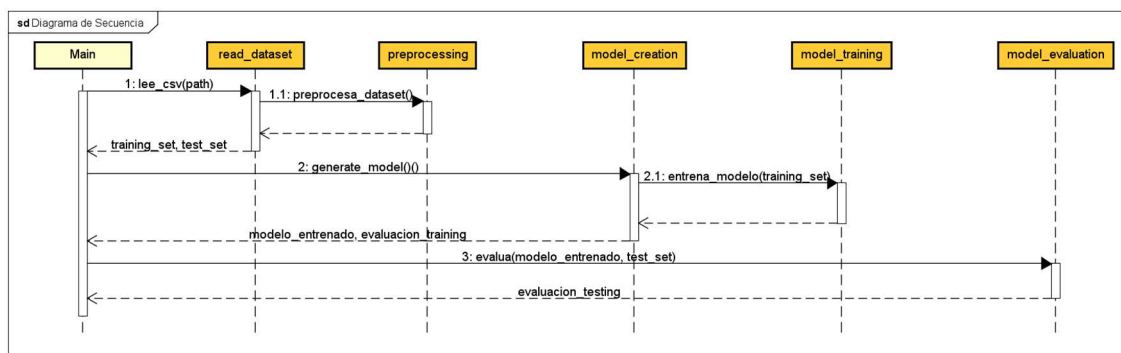 sd Diagrama de Secuencia
Main
read_dataset
preprocessing
model_creation
model_training
model_evaluation
1: lee_csv(path)
1.1: preprocesa_dataset()
training_set, test_set
2: generate_model()()
2.1: entrena_modelo(training_set)
modelo_entrenado, evaluacion_training
3: evalua(modelo_entrenado, test_set)
evaluacion_testing